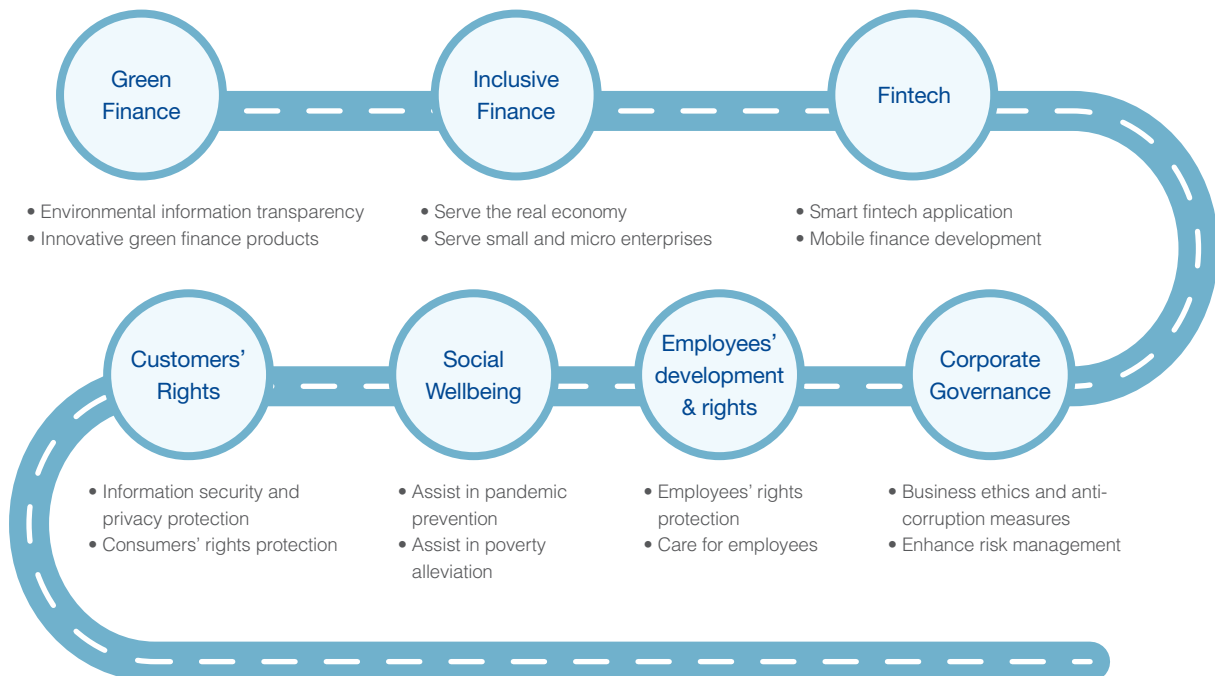 Green
Finance
Inclusive
Finance
Fintech
• Environmental information transparency
• Innovative green finance products
• Serve the real economy
• Serve small and micro enterprises
• Smart fintech application
• Mobile finance development
Customers’
Rights
Social
Wellbeing
Employees’
development
& rights
Corporate
Governance
• Information security and
privacy protection
• Consumers’ rights protection
• Assist in pandemic
prevention
• Assist in poverty
alleviation
• Employees’ rights
protection
• Care for employees
• Business ethics and anti-
corruption measures
• Enhance risk management